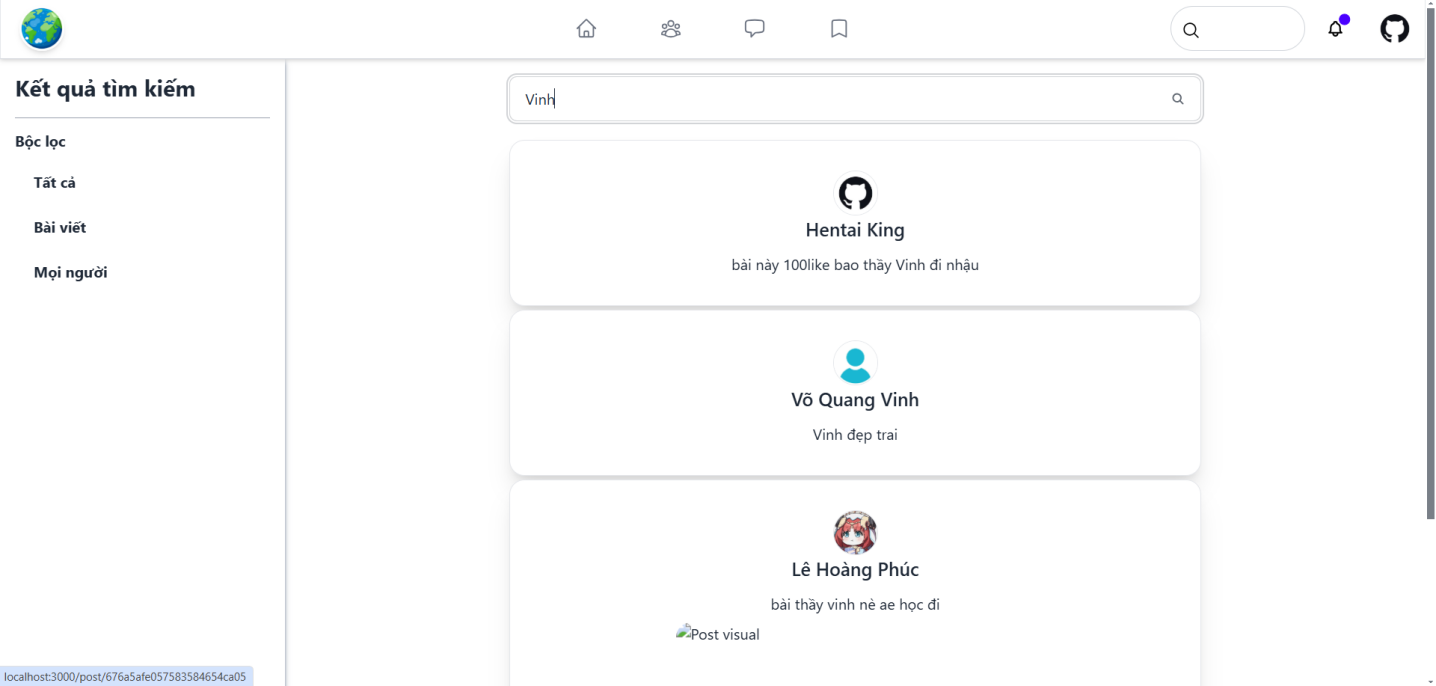 Kết quả tìm kiếm
Bộc lọc
Tất cả
Bài viết
Mọi người
Vinh
Hentai King
bài này 100like bao thầy Vinh đi nhậu
Võ Quang Vinh
Vinh đẹp trai
Lê Hoàng Phúc
bài thầy vinh nè ae học đi
Post visual
localhost:3000/post/676a5afe057583584654ca05